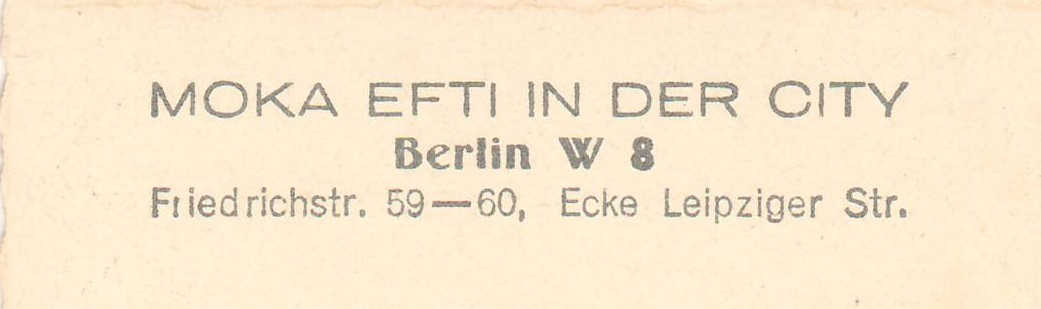 MOKA EFTI IN DER CITY
Berlin W 8
Friedrichstr. 59—60, Ecke Leipziger Str.